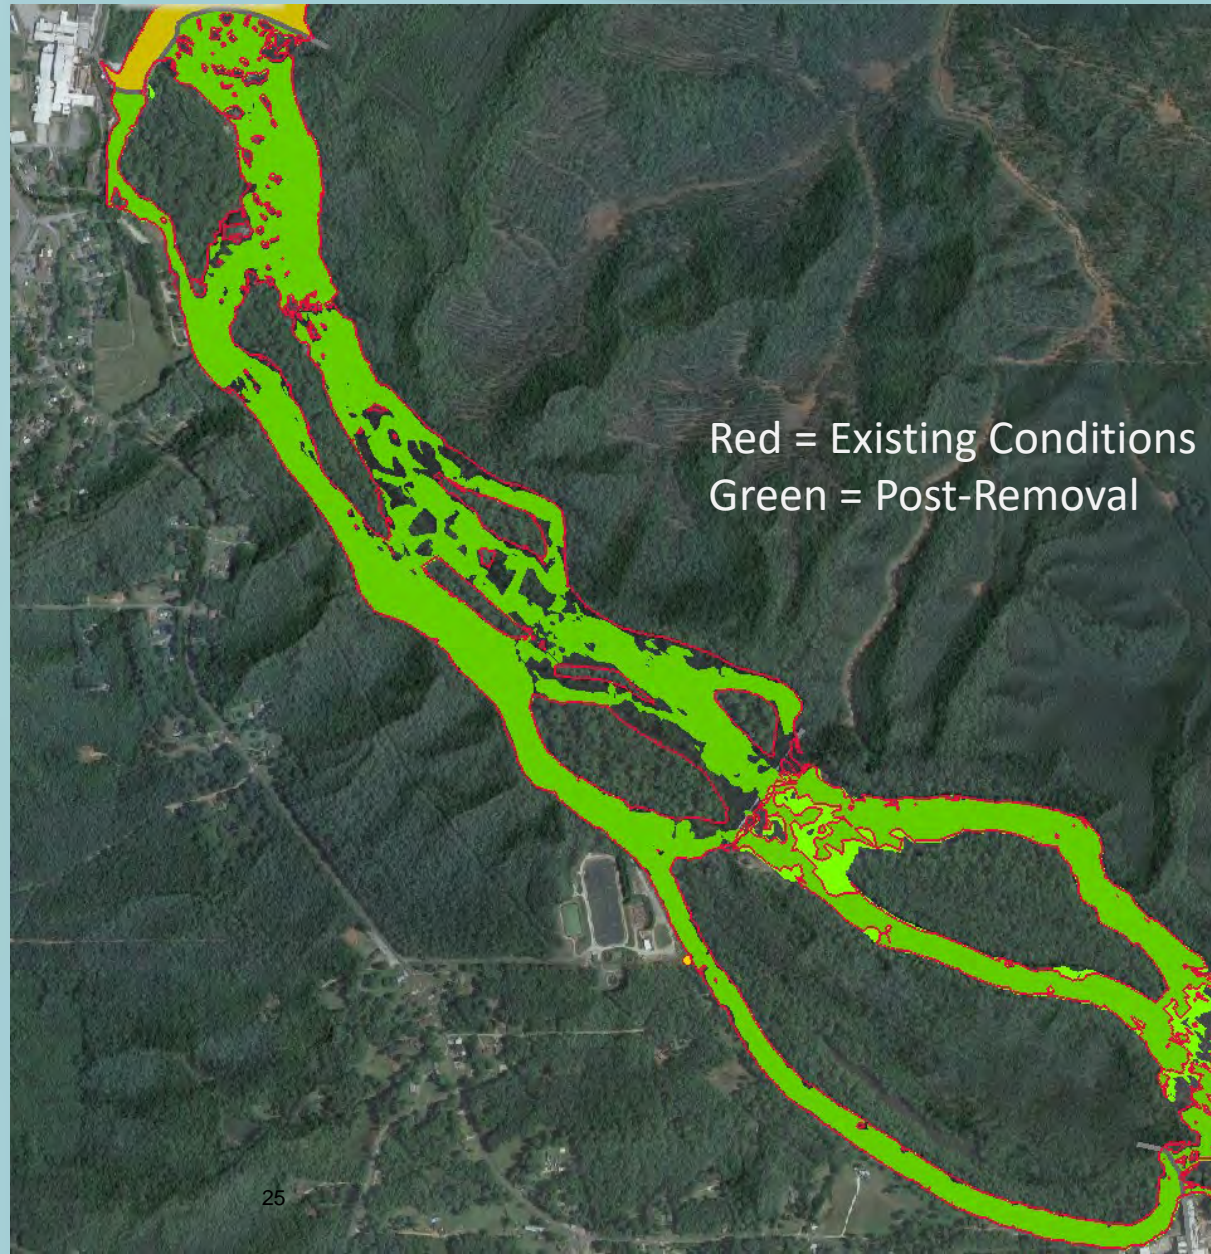 Red = Existing Conditions
Green = Post-Removal
25